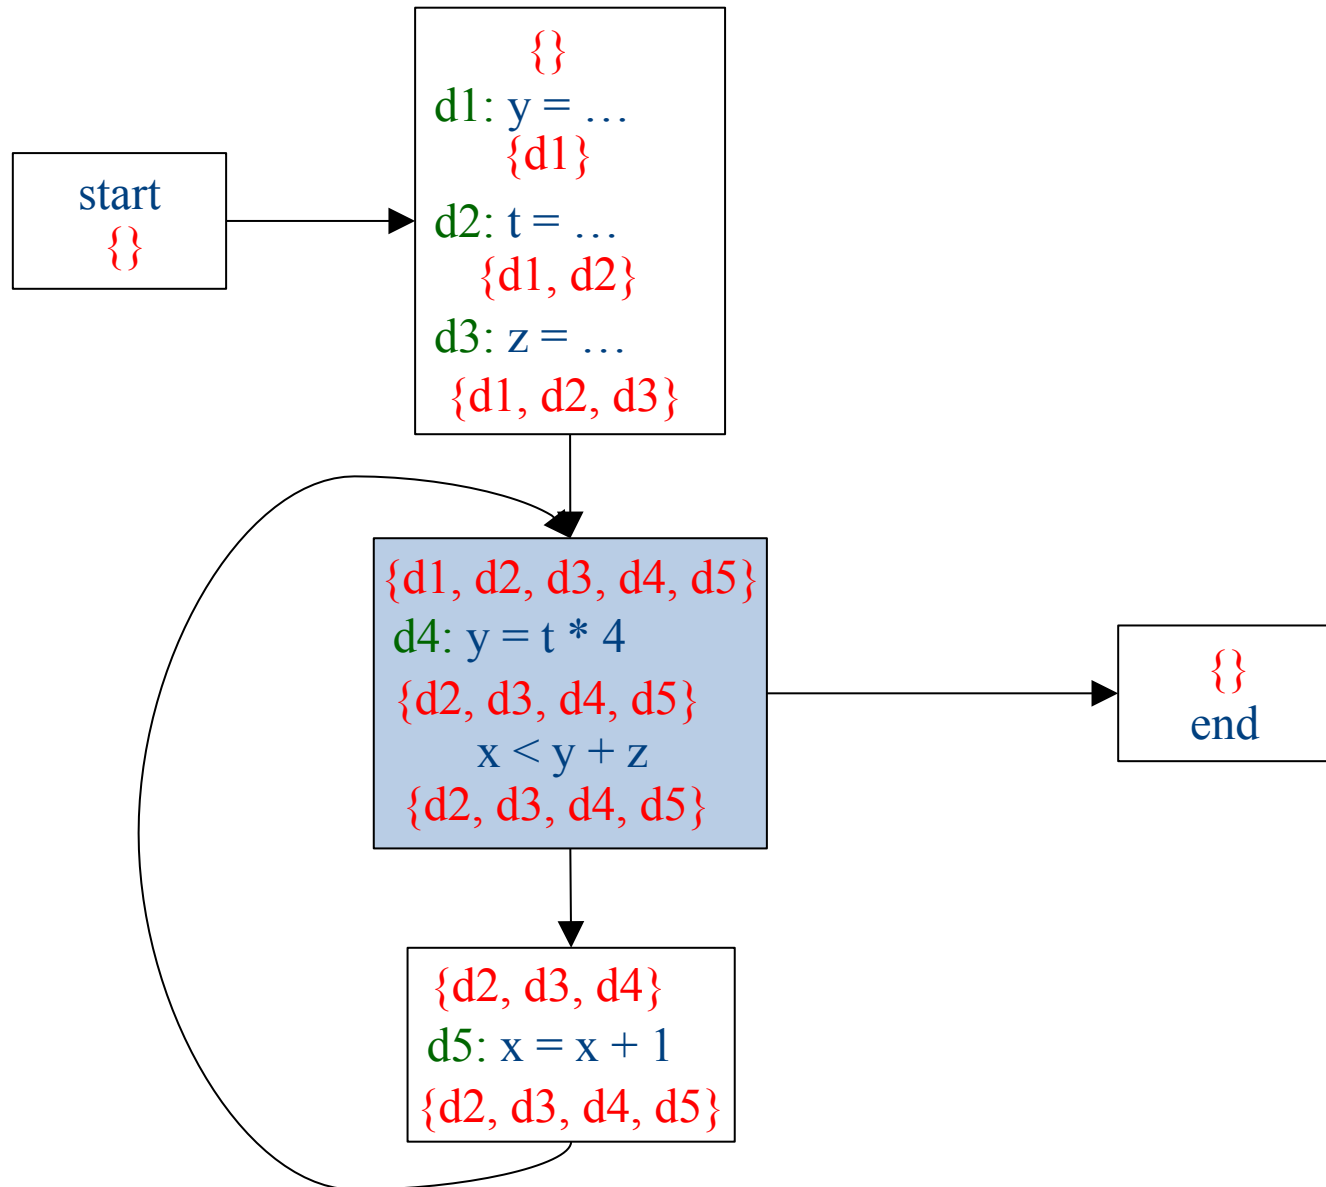 start
{}
{}
d1: y = …
{d1}
d2: t = …
{d1, d2}
d3: z = …
{d1, d2, d3}
{d1, d2, d3, d4, d5}
d4: y = t * 4
{d2, d3, d4, d5}
x < y + z
{d2, d3, d4, d5}
{}
end
{d2, d3, d4}
d5: x = x + 1
{d2, d3, d4, d5}